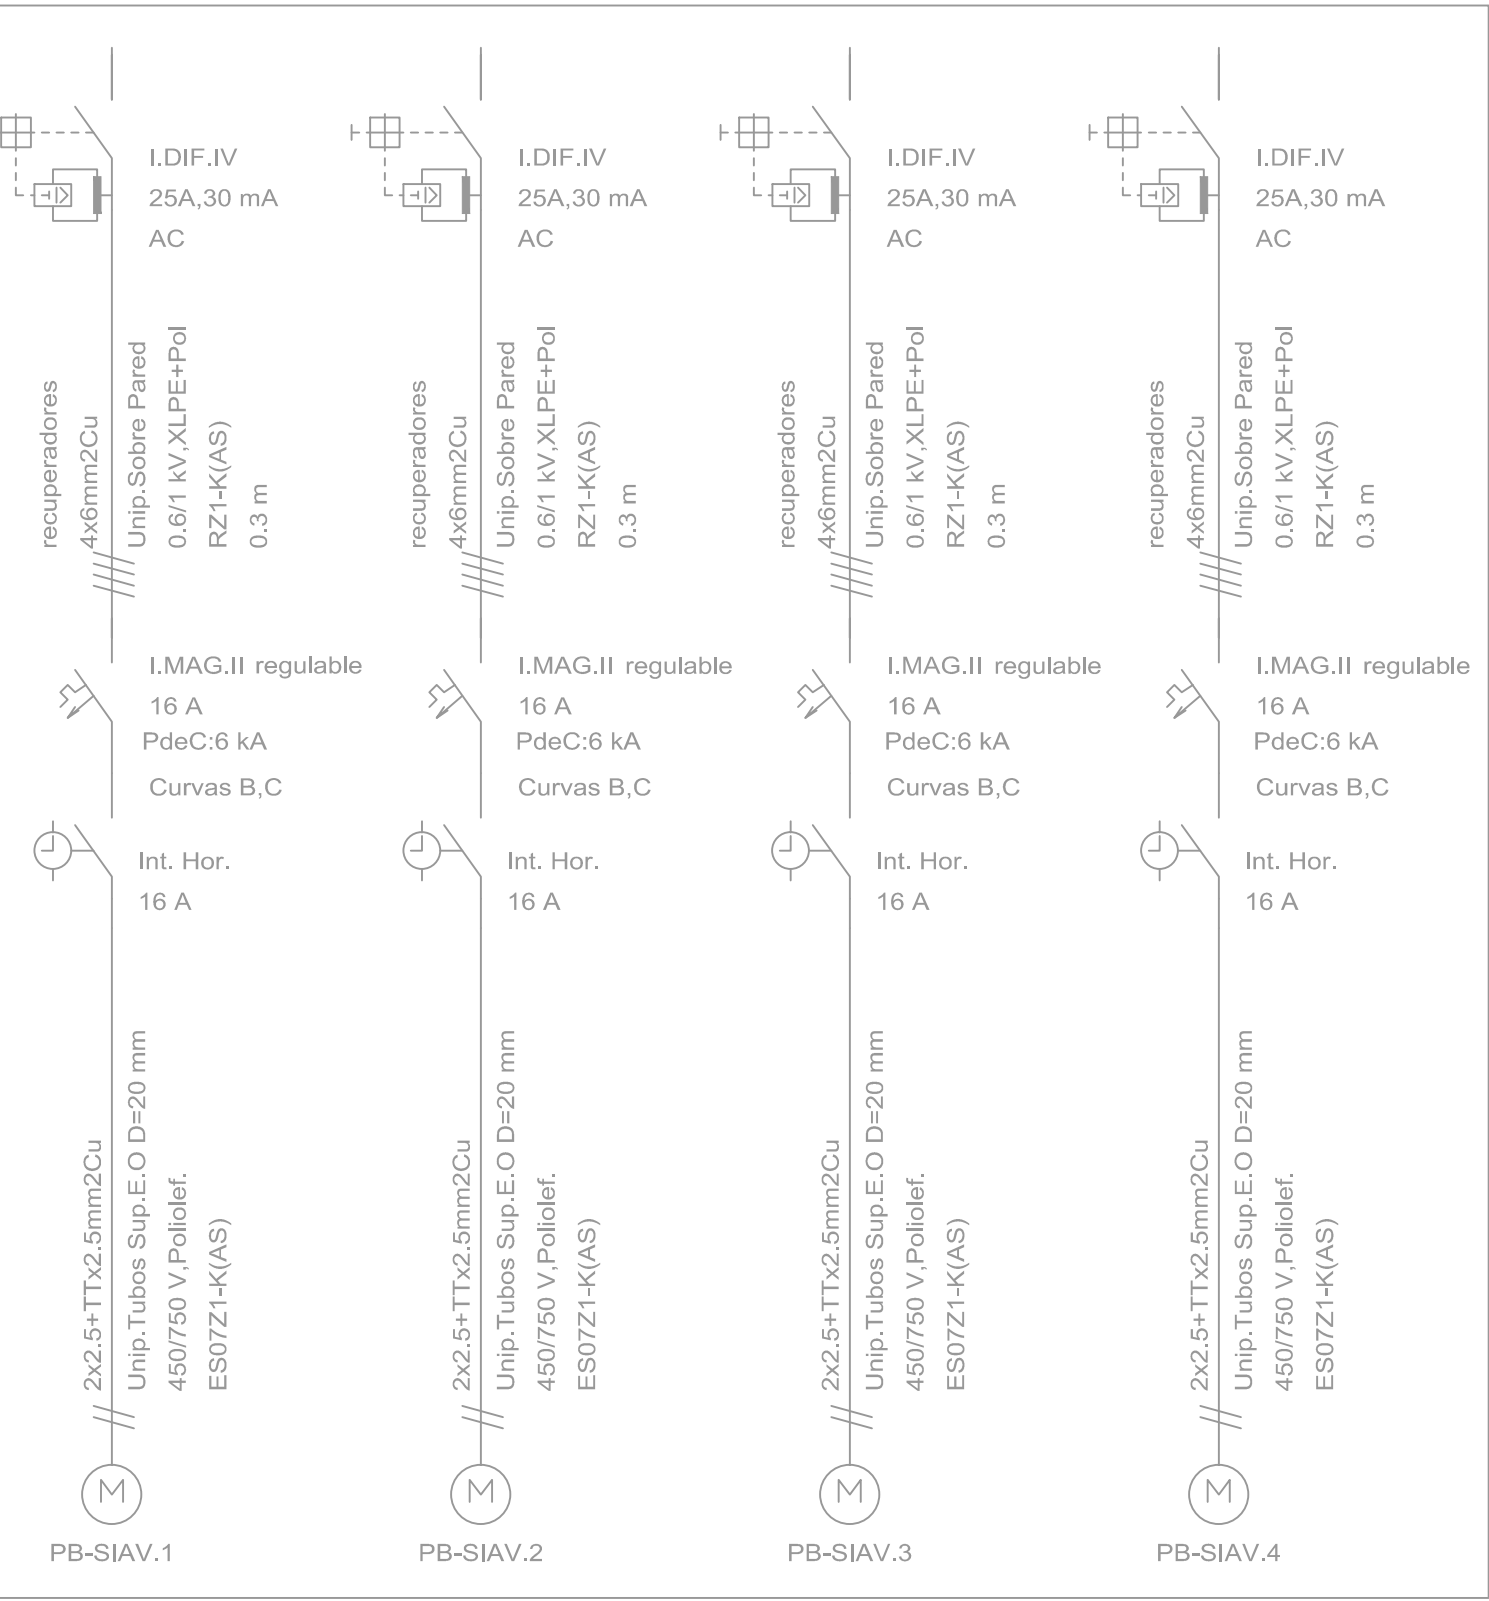 I.DIF.IV
25A,30 mA
AC
recuperadores
4x6mm2Cu
Unip.Sobre Pared
0.6/1 kV,XLPE+Pol
RZ1-K(AS)
0.3 m
I.MAG.II regulable
16 A
PdeC:6 kA
Curvas B,C
Int. Hor.
16 A
2x2.5+TTx2.5mm2Cu
Unip.Tubos Sup.E.O D=20 mm
450/750 V,Poliolef.
ES07Z1-K(AS)
M
PB-SIAV.1
I.DIF.IV
25A,30 mA
AC
recuperadores
4x6mm2Cu
Unip.Sobre Pared
0.6/1 kV,XLPE+Pol
RZ1-K(AS)
0.3 m
I.MAG.II regulable
16 A
PdeC:6 kA
Curvas B,C
Int. Hor.
16 A
2x2.5+TTx2.5mm2Cu
Unip.Tubos Sup.E.O D=20 mm
450/750 V,Poliolef.
ES07Z1-K(AS)
M
PB-SIAV.2
I.DIF.IV
25A,30 mA
AC
recuperadores
4x6mm2Cu
Unip.Sobre Pared
0.6/1 kV,XLPE+Pol
RZ1-K(AS)
0.3 m
I.MAG.II regulable
16 A
PdeC:6 kA
Curvas B,C
Int. Hor.
16 A
2x2.5+TTx2.5mm2Cu
Unip.Tubos Sup.E.O D=20 mm
450/750 V,Poliolef.
ES07Z1-K(AS)
M
PB-SIAV.3
I.DIF.IV
25A,30 mA
AC
recuperadores
4x6mm2Cu
Unip.Sobre Pared
0.6/1 kV,XLPE+Pol
RZ1-K(AS)
0.3 m
I.MAG.II regulable
16 A
PdeC:6 kA
Curvas B,C
Int. Hor.
16 A
2x2.5+TTx2.5mm2Cu
Unip.Tubos Sup.E.O D=20 mm
450/750 V,Poliolef.
ES07Z1-K(AS)
M
PB-SIAV.4